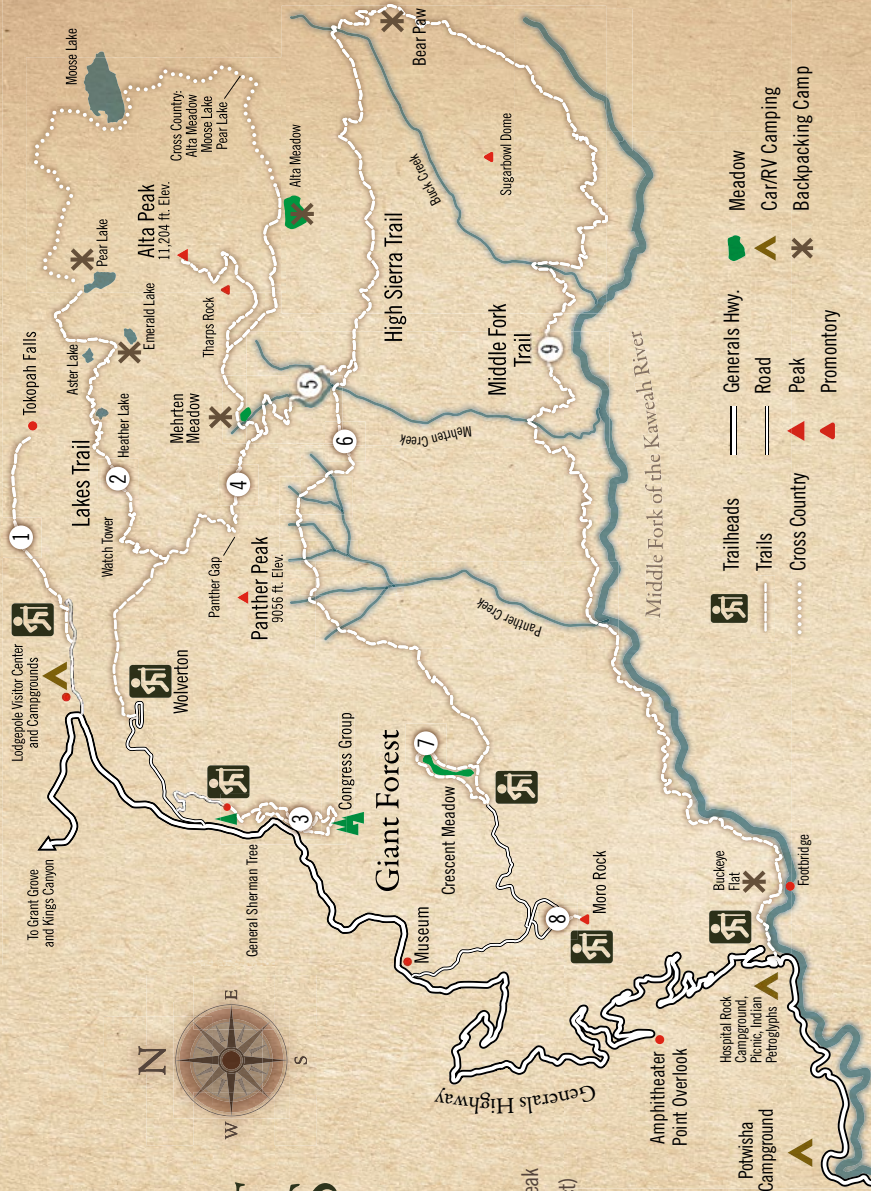 To Grant Grove
and Kings Canyon
Lodgepole Visitor Center
and Campgrounds
1
Tokopah Falls
Moose Lake
Lakes Trail
2
Watch Tower
Heather Lake
Aster Lake
Emerald Lake
Pear Lake
Alta Peak
11,204 ft. Elev.
Cross Country:
Alta Meadow
Moose Lake
Pear Lake
Tharps Rock
Alta Meadow
Mehrten
Meadow
4
5
Panther Gap
Panther Peak
9056 ft. Elev.
Wolverton
General Sherman Tree
3
Congress Group
Giant Forest
Museum
Crescent Meadow
7
6
High Sierra Trail
Bear Paw
Buck Creek
Sugarbowl Dome
Mehrten Creek
Panther Creek
Middle Fork
Trail
9
8
Moro Rock
Buckeye
Flat
Footbridge
Middle Fork of the Kaweah River
Generals Highway
Amphitheater
Point Overlook
Hospital Rock
Campground,
Picnic, Indian
Petroglyphs
Potwisha
Campground
N
W
E
S
Trailheads
Trails
Cross Country
Generals Hwy.
Road
Peak
Promontory
Meadow
Car/RV Camping
Backpacking Camp
eak